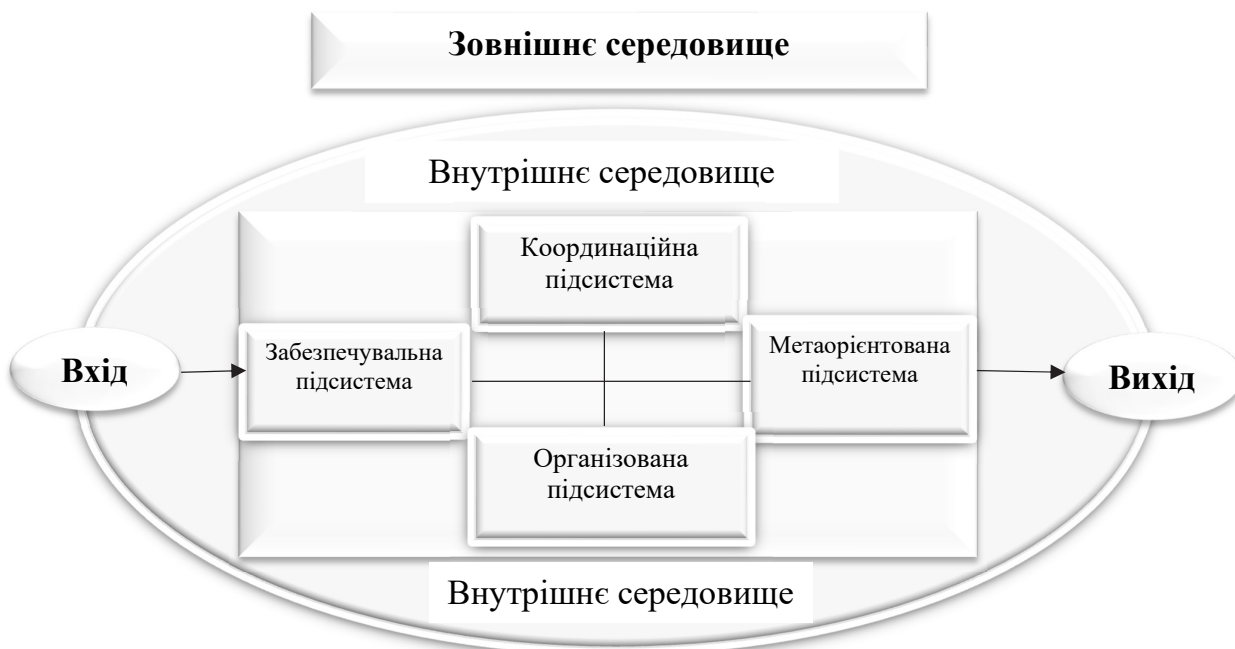 Зовнішнє середовище
Внутрішнє середовище
Координаційна
підсистема
Вхід
Забезпечувальна
підсистема
Метаорієнтована
підсистема
Вихід
Організована
підсистема
Внутрішнє середовище